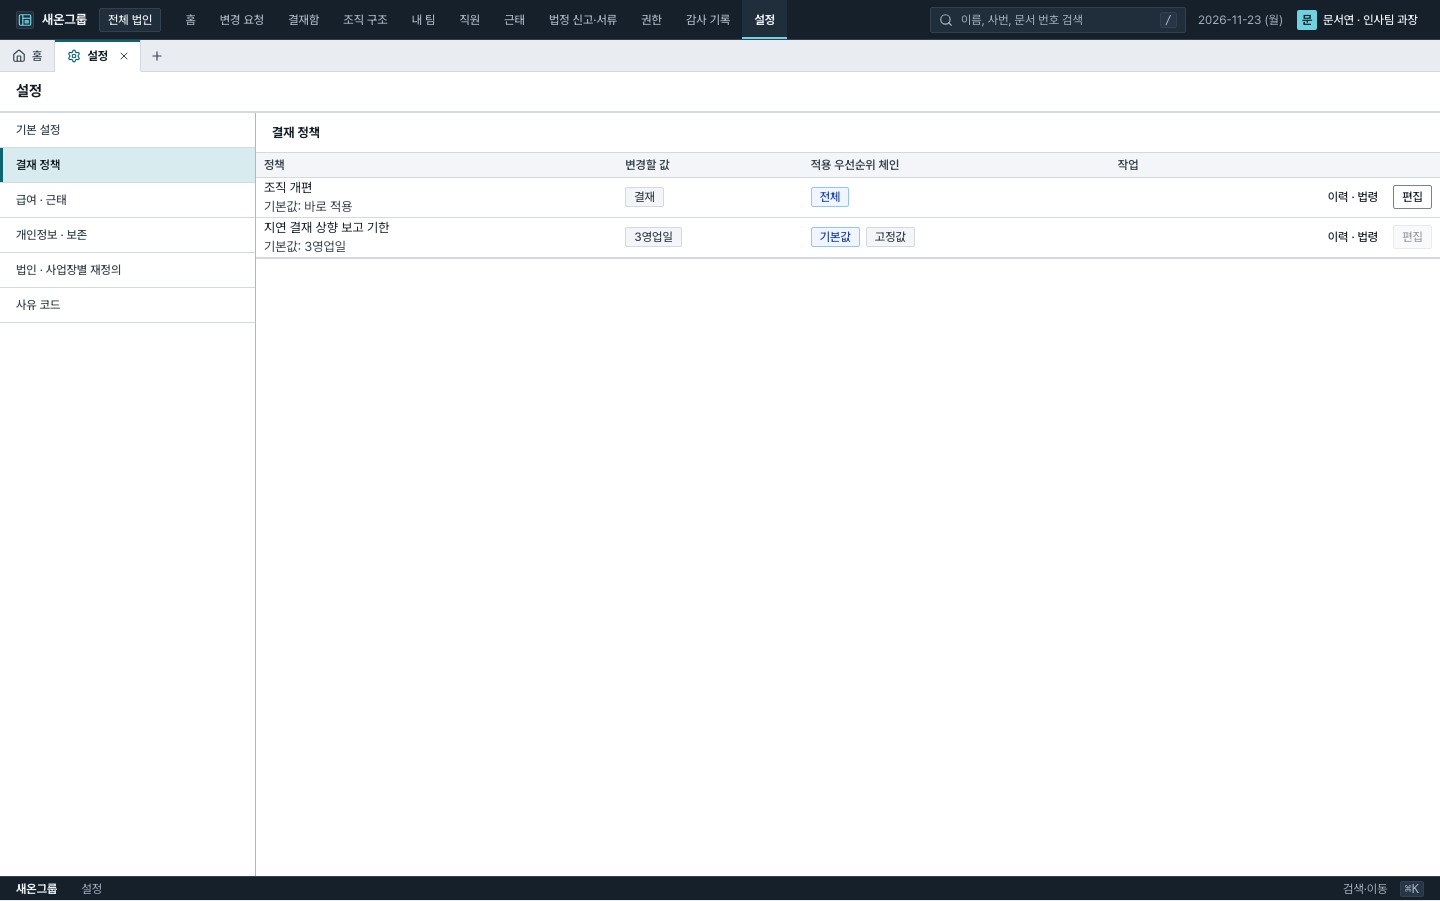 새온그룹 전체 법인 홈 변경 요청 결재함 조직 구조 내 팀 직원 근태 법정 신고·서류 권한 감사 기록 설정 이름, 사번, 문서 번호 검색 / 2026-11-23 (월) 문 문서연 · 인사팀 과장
홈 설정
설정
기본 설정
결재 정책
급여 · 근태
개인정보 · 보존
법인 · 사업장별 재정의
사유 코드
결재 정책
정책 변경할 값 적용 우선순위 체인 작업
조직 개편
기본값: 바로 적용
결재 전체 이력 · 법령 편집
지연 결재 상향 보고 기한
기본값: 3영업일
3영업일 기본값 고정값 이력 · 법령 편집
새온그룹 설정 검색·이동 ⌘K